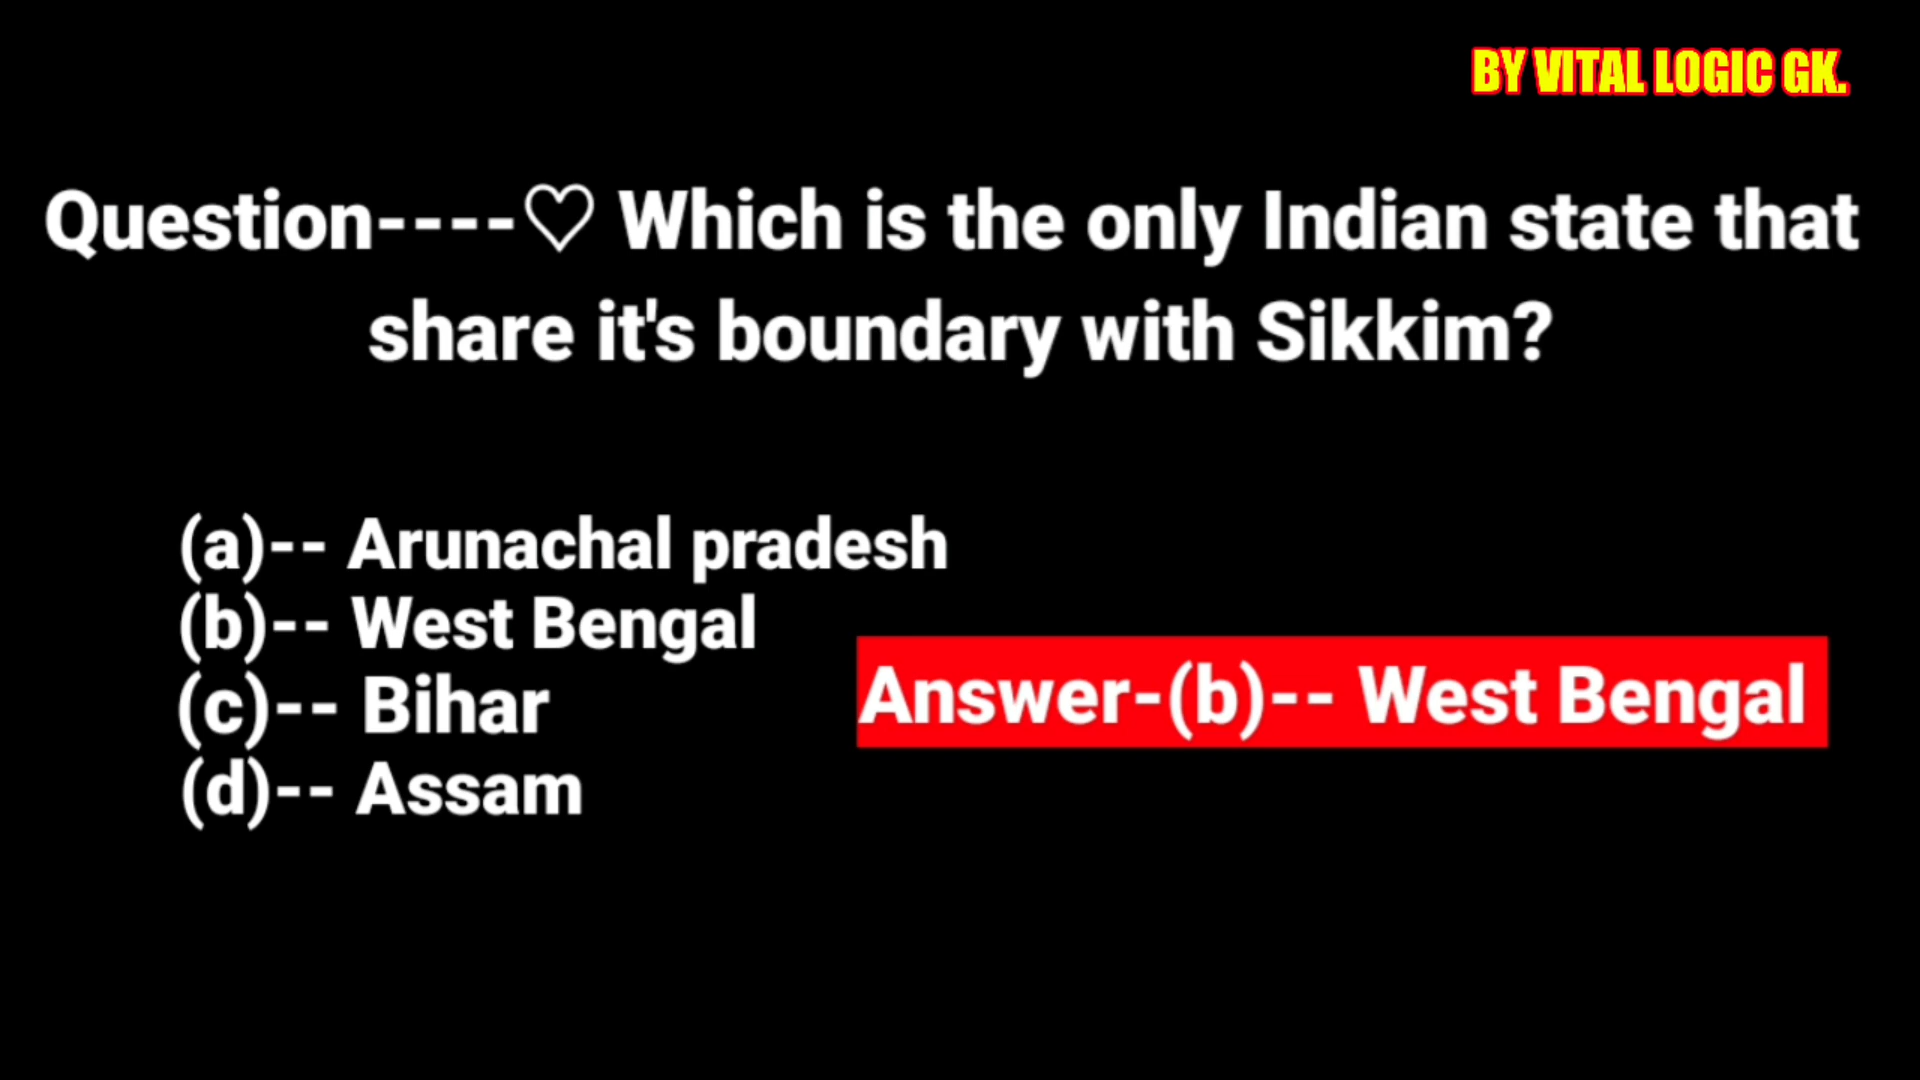 BY VITAL LOGIC GK.
Question----♡ Which is the only Indian state that
share it's boundary with Sikkim?
(a)-- Arunachal pradesh
(b)-- West Bengal
(c)-- Bihar
(d)-- Assam
Answer-(b)-- West Bengal